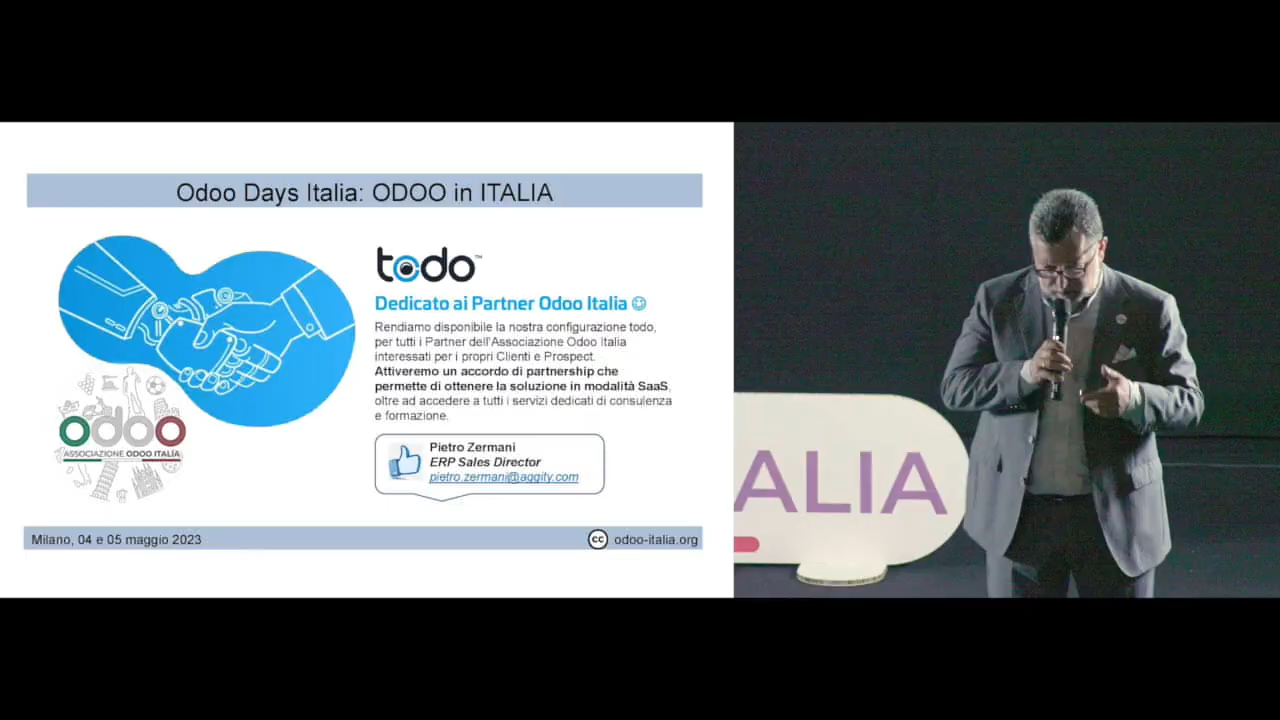 Odoo Days Italia: ODOO in ITALIA
todo™
Dedicato ai Partner Odoo Italia
Rendiamo disponibile la nostra configurazione todo,
per tutti i Partner dell'Associazione Odoo Italia
interessati per i propri Clienti e Prospect.
Attiveremo un accordo di partnership che
permette di ottenere la soluzione in modalità SaaS,
oltre ad accedere a tutti i servizi dedicati di consulenza
e formazione.
odoo
ASSOCIAZIONE ODOO ITALIA
Pietro Zermani
ERP Sales Director
pietro.zermani@aggity.com
Milano, 04 e 05 maggio 2023
cc odoo-italia.org
ALIA